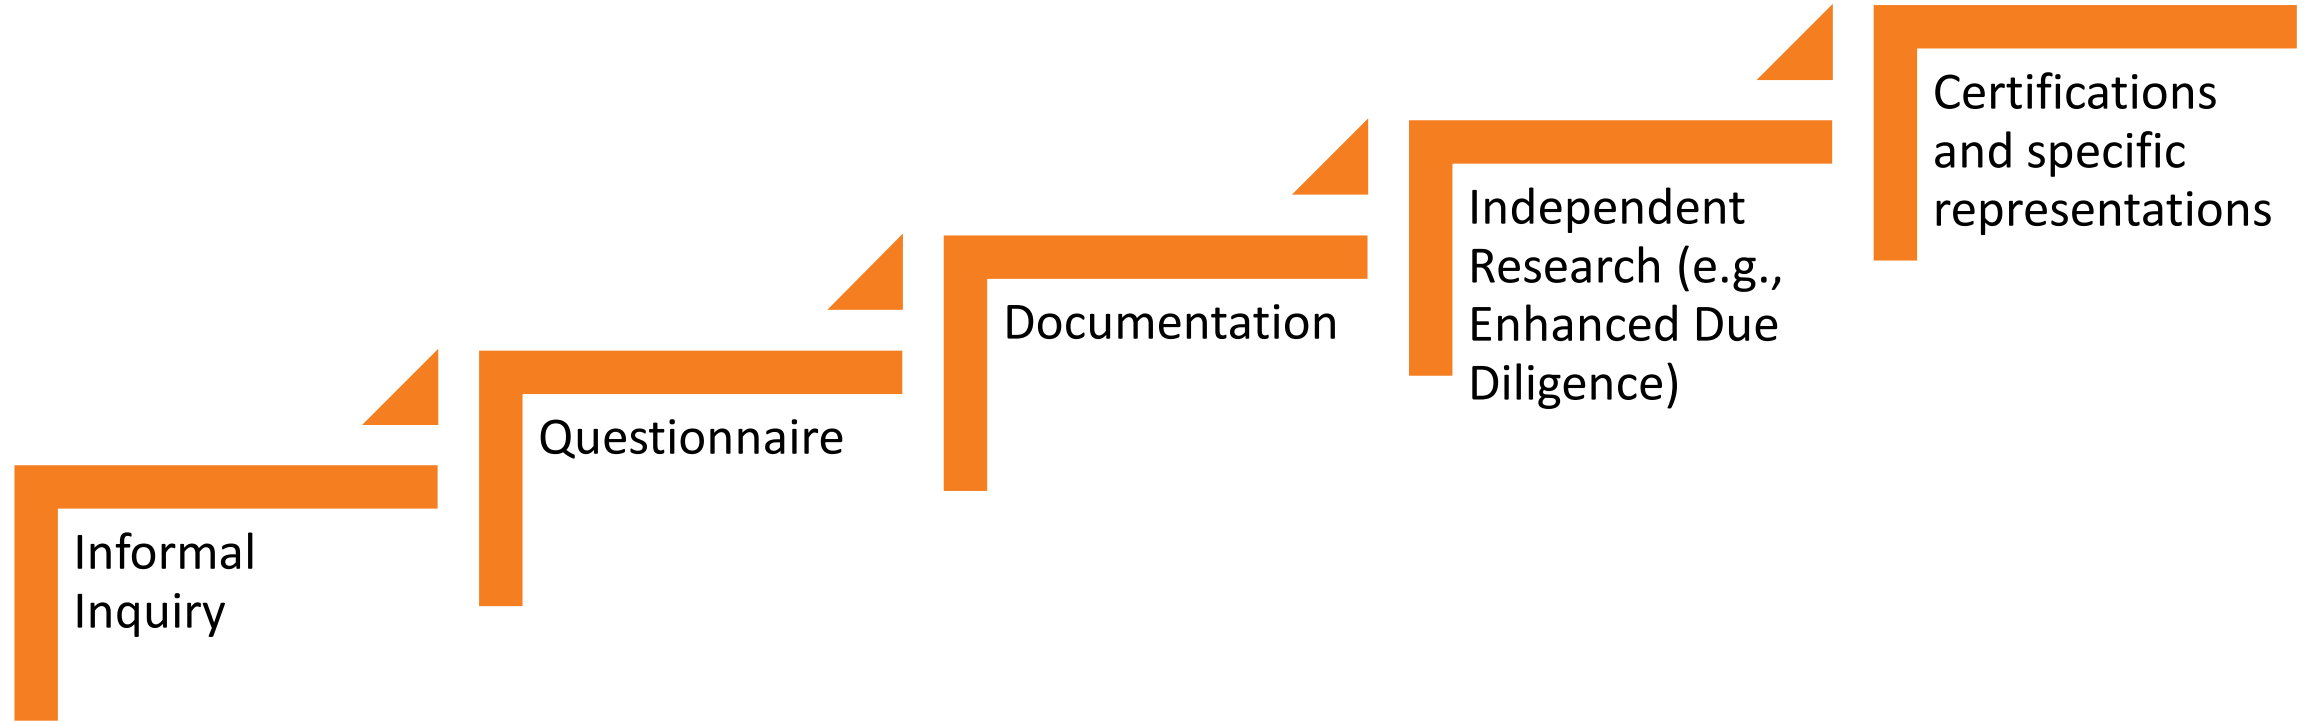 Informal
Inquiry
Questionnaire
Documentation
Independent
Research (e.g.,
Enhanced Due
Diligence)
Certifications
and specific
representations